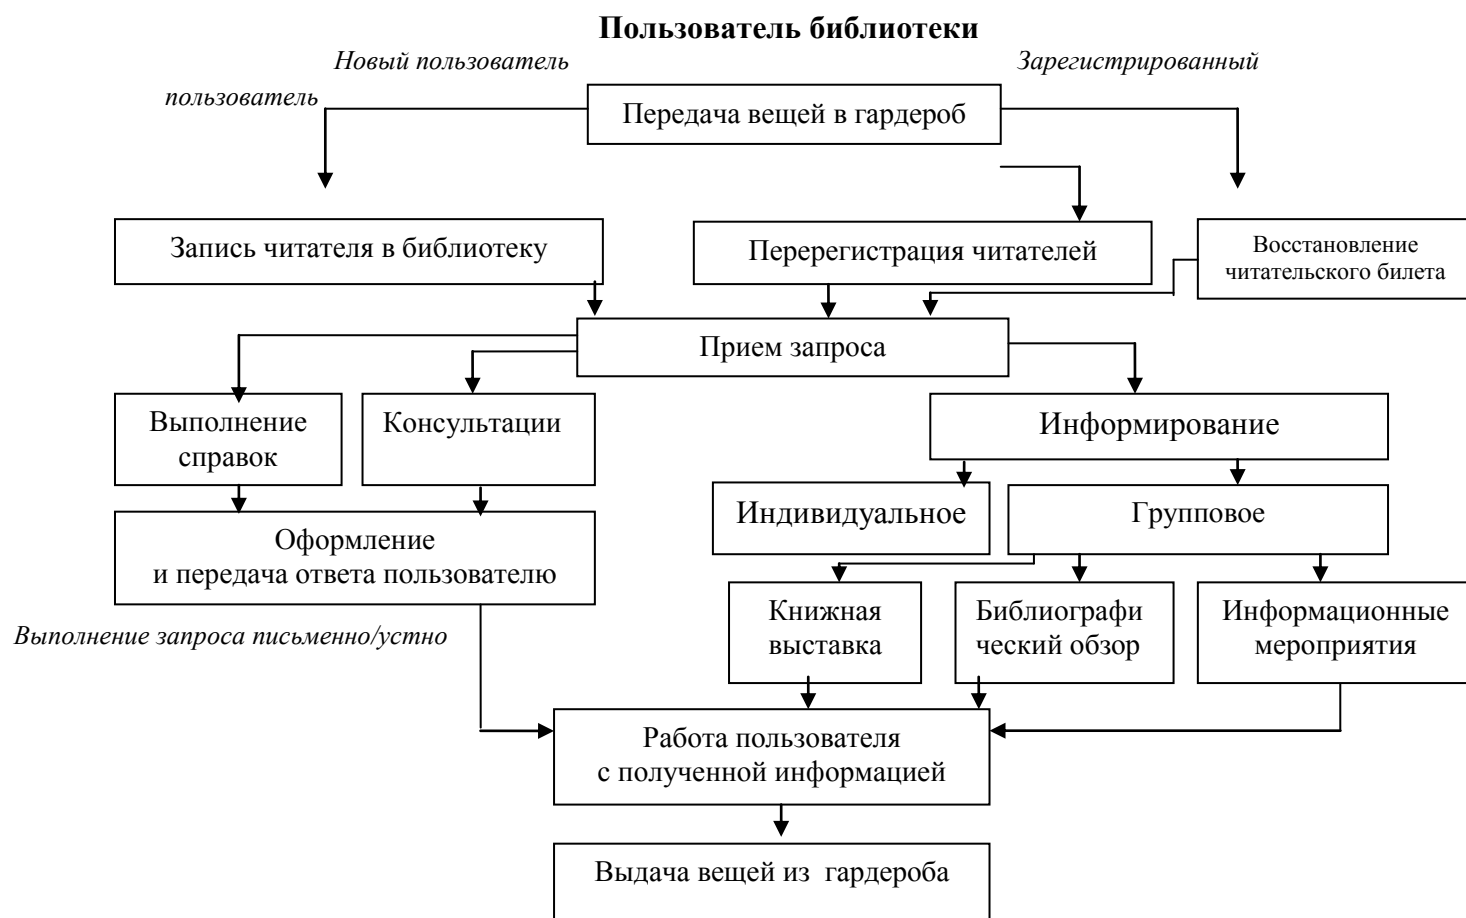 Пользователь библиотеки
Новый пользователь
Зарегистрированный
пользователь
Передача вещей в гардероб
Запись читателя в библиотеку
Перерегистрация читателей
Восстановление
читательского билета
Прием запроса
Выполнение
справок
Консультации
Информирование
Индивидуальное
Групповое
Оформление
и передача ответа пользователю
Книжная
выставка
Библиографи
ческий обзор
Информационные
мероприятия
Выполнение запроса письменно/устно
Работа пользователя
с полученной информацией
Выдача вещей из  гардероба